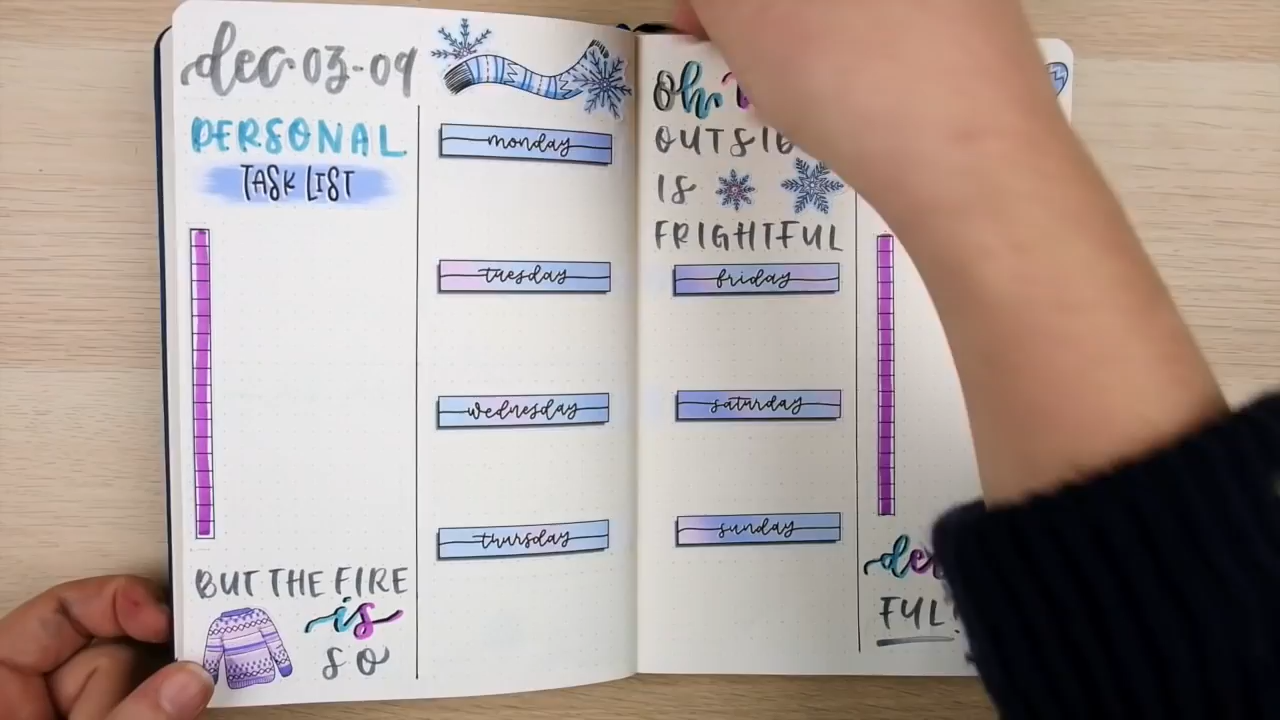 dec 03-09
PERSONAL
TASK LIST
monday
tuesday
wednesday
thursday
BUT THE FIRE
is
SO
oh
IS
FRIGHTFUL
friday
saturday
sunday
FUL!